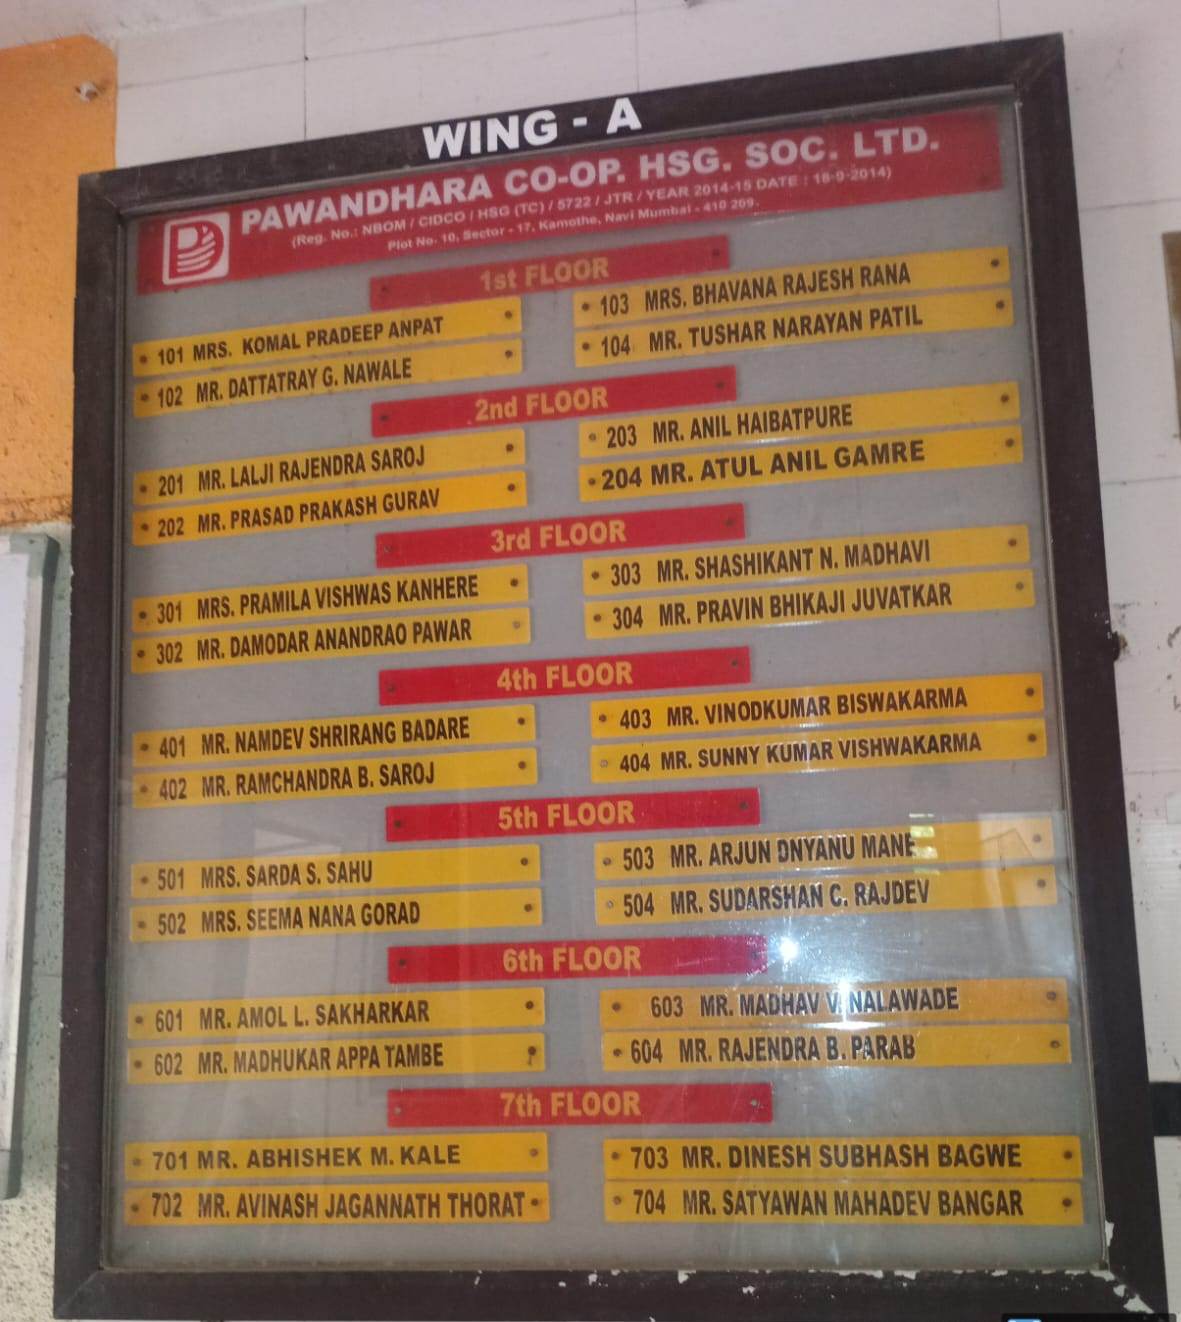 WING - A
PAWANDHARA CO-OP. HSG. SOC. LTD.
(Reg. No.: NBOM / CIDCO / HSG (TC) / 5722 / JTR / YEAR 2014-15 DATE : 18-9-2014)
Plot No. 10, Sector - 17, Kamothe, Navi Mumbai - 410 209.
1st FLOOR
101 MRS. KOMAL PRADEEP ANPAT
102 MR. DATTATRAY G. NAWALE
103 MRS. BHAVANA RAJESH RANA
104 MR. TUSHAR NARAYAN PATIL
2nd FLOOR
201 MR. LALJI RAJENDRA SAROJ
202 MR. PRASAD PRAKASH GURAV
203 MR. ANIL HAIBATPURE
204 MR. ATUL ANIL GAMRE
3rd FLOOR
301 MRS. PRAMILA VISHWAS KANHERE
302 MR. DAMODAR ANANDRAO PAWAR
303 MR. SHASHIKANT N. MADHAVI
304 MR. PRAVIN BHIKAJI JUVATKAR
4th FLOOR
401 MR. NAMDEV SHRIRANG BADARE
402 MR. RAMCHANDRA B. SAROJ
403 MR. VINODKUMAR BISWAKARMA
404 MR. SUNNY KUMAR VISHWAKARMA
5th FLOOR
501 MRS. SARDA S. SAHU
502 MRS. SEEMA NANA GORAD
503 MR. ARJUN DNYANU MANE
504 MR. SUDARSHAN C. RAJDEV
6th FLOOR
601 MR. AMOL L. SAKHARKAR
602 MR. MADHUKAR APPA TAMBE
603 MR. MADHAV V. NALAWADE
604 MR. RAJENDRA B. PARAB
7th FLOOR
701 MR. ABHISHEK M. KALE
702 MR. AVINASH JAGANNATH THORAT
703 MR. DINESH SUBHASH BAGWE
704 MR. SATYAWAN MAHADEV BANGAR